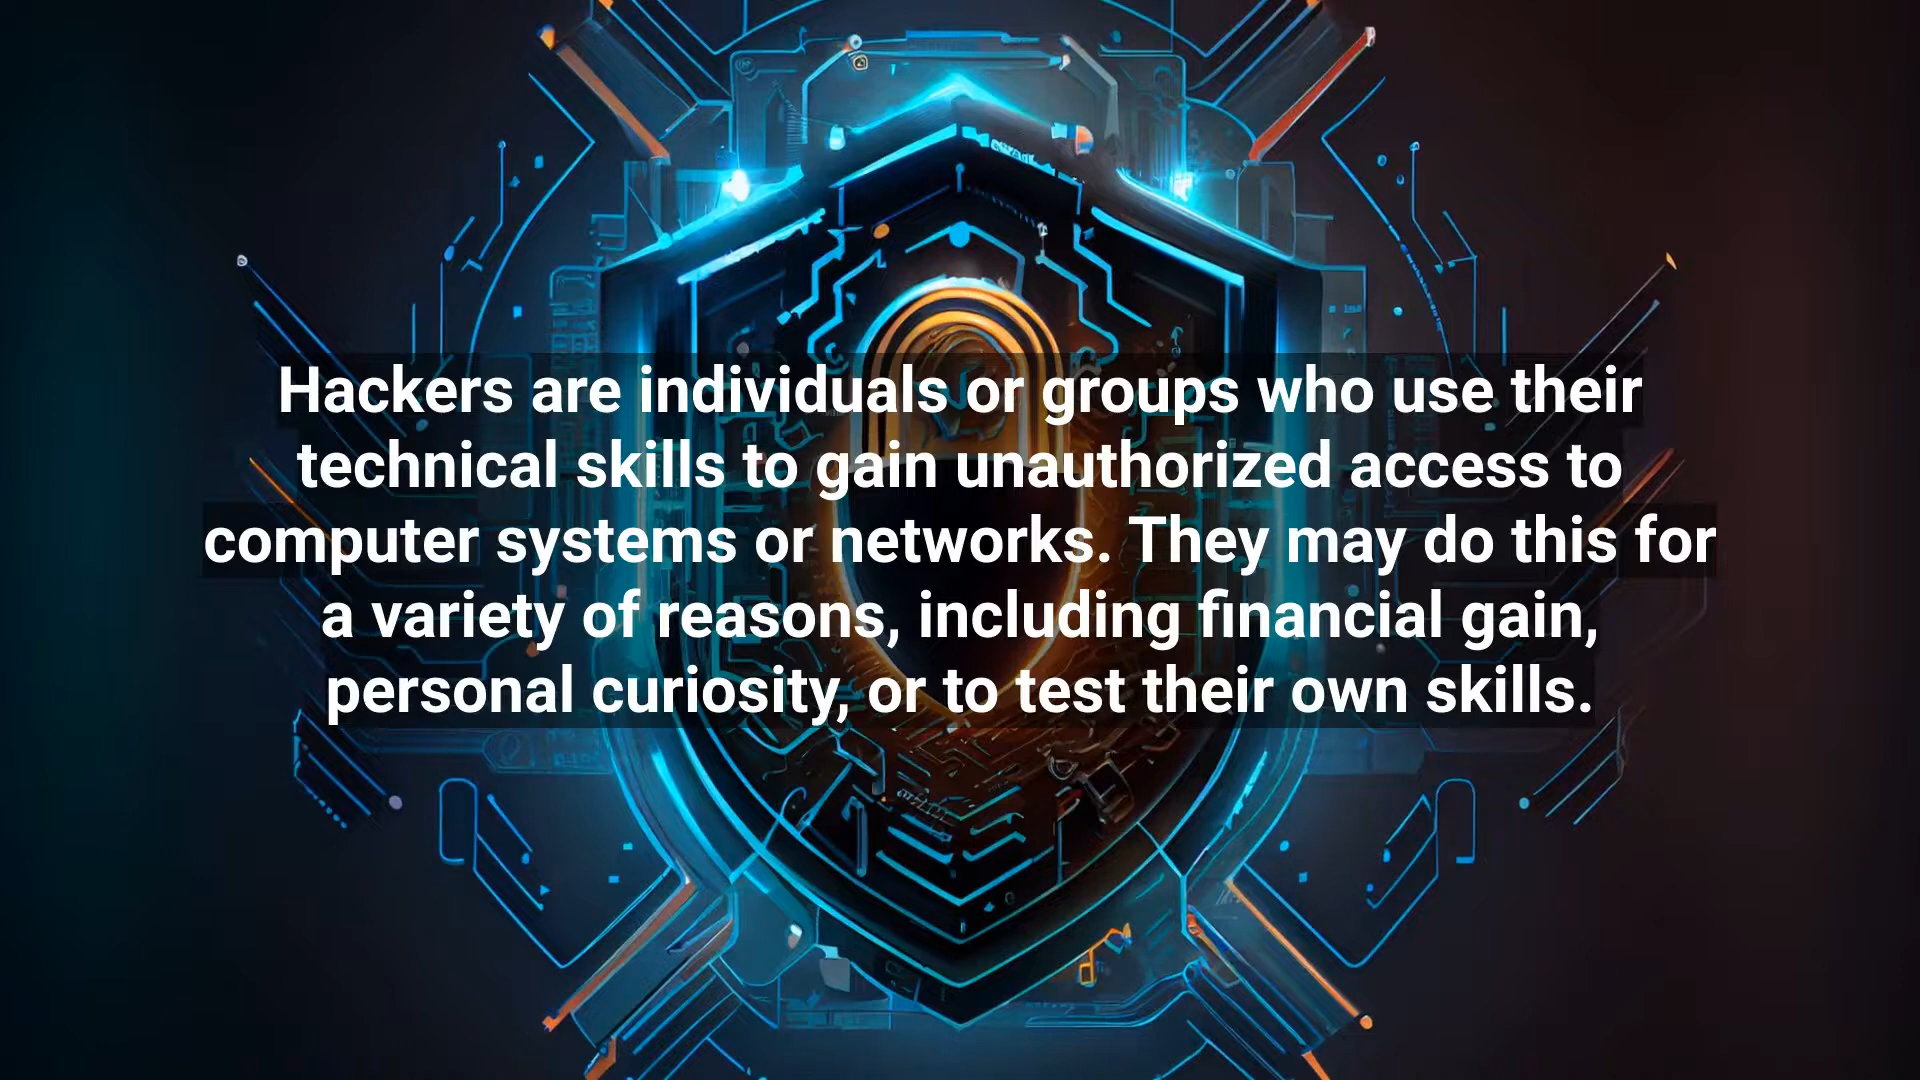 Hackers are individuals or groups who use their
technical skills to gain unauthorized access to
computer systems or networks. They may do this for
a variety of reasons, including financial gain,
personal curiosity, or to test their own skills.